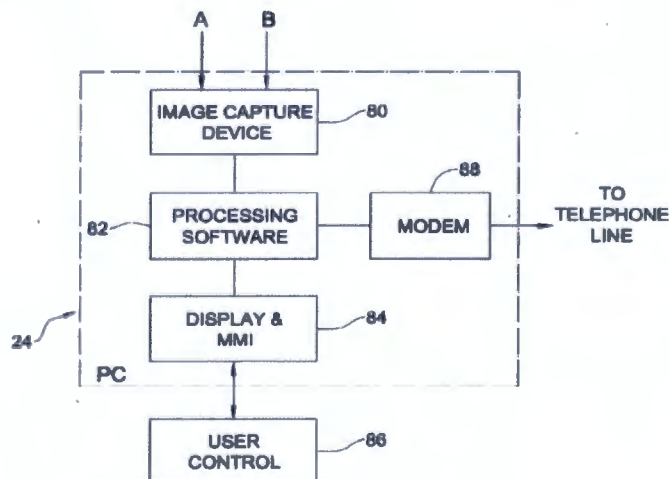 A B
IMAGE CAPTURE
DEVICE
80
88
PROCESSING
SOFTWARE
82
MODEM
TO
TELEPHONE
LINE
DISPLAY &
MMI
84
24
PC
USER
CONTROL
86